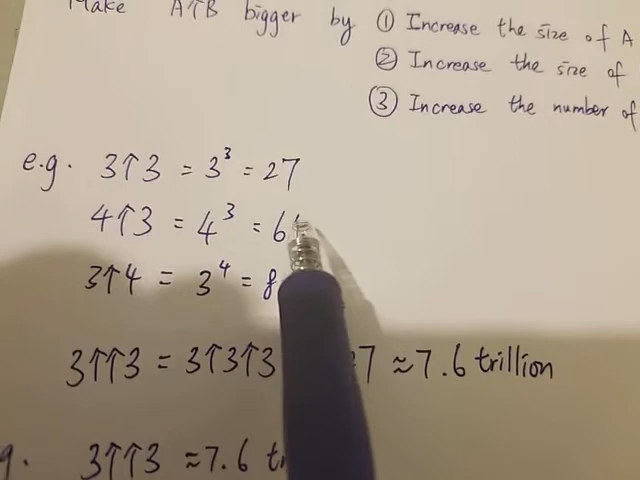 Make A↑B bigger by ① Increase the size of A
② Increase the size of
③ Increase the number of
e.g. 3↑3 = 3³ = 27
4↑3 = 4³ = 6
3↑4 = 3⁴ = 8
3↑↑3 = 3↑3↑3 7 ≈ 7.6 trillion
g. 3↑↑3 ≈ 7.6 t